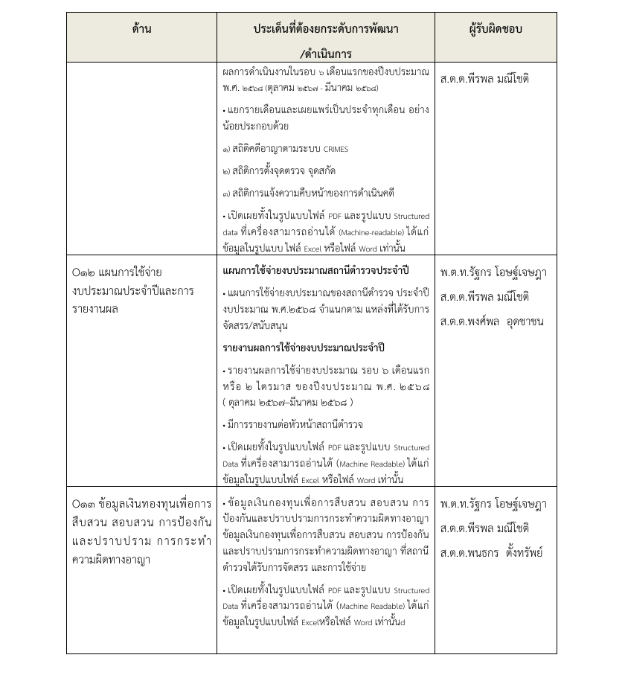 ด้าน
ประเด็นที่ต้องยกระดับการพัฒนา
/ดำเนินการ
ผู้รับผิดชอบ
ผลการดำเนินงานในรอบ ๖ เดือนแรกของปีงบประมาณ
พ.ศ. ๒๕๖๘ (ตุลาคม ๒๕๖๗ - มีนาคม ๒๕๖๘)
• แยกรายเดือนและเผยแพร่เป็นประจำทุกเดือน อย่าง
น้อยประกอบด้วย
๑) สถิติคดีอาญาตามระบบ CRIMES
๒) สถิติการตั้งจุดตรวจ จุดสกัด
๓) สถิติการแจ้งความคืบหน้าของการดำเนินคดี
• เปิดเผยทั้งในรูปแบบไฟล์ PDF และรูปแบบ Structured
data ที่เครื่องสามารถอ่านได้ (Machine-readable) ได้แก่
ข้อมูลในรูปแบบ ไฟล์ Excel หรือไฟล์ Word เท่านั้น
ส.ต.ต.พีรพล มณีโชติ
O๑๒ แผนการใช้จ่าย
งบประมาณประจำปีและการ
รายงานผล
แผนการใช้จ่ายงบประมาณสถานีตำรวจประจำปี
• แผนการใช้จ่ายงบประมาณของสถานีตำรวจ ประจำปี
งบประมาณ พ.ศ.๒๕๖๘ จำแนกตาม แหล่งที่ได้รับการ
จัดสรร/สนับสนุน
รายงานผลการใช้จ่ายงบประมาณประจำปี
• รายงานผลการใช้จ่ายงบประมาณ รอบ ๖ เดือนแรก
หรือ ๒ ไตรมาส ของปีงบประมาณ พ.ศ. ๒๕๖๘
( ตุลาคม ๒๕๖๗–มีนาคม ๒๕๖๘ )
• มีการรายงานต่อหัวหน้าสถานีตำรวจ
• เปิดเผยทั้งในรูปแบบไฟล์ PDF และรูปแบบ Structured
Data ที่เครื่องสามารถอ่านได้ (Machine Readable) ได้แก่
ข้อมูลในรูปแบบไฟล์ Excel หรือไฟล์ Word เท่านั้น
พ.ต.ท.รัฐกร โอษฐ์เจษฎา
ส.ต.ต.พีรพล มณีโชติ
ส.ต.ต.พงศ์พล อุดชาชน
O๑๓ ข้อมูลเงินทองทุนเพื่อการ
สืบสวน สอบสวน การป้องกัน
และปราบปราม การกระทำ
ความผิดทางอาญา
• ข้อมูลเงินกองทุนเพื่อการสืบสวน สอบสวน การ
ป้องกันและปราบปรามการกระทำความผิดทางอาญา
ข้อมูลเงินกองทุนเพื่อการสืบสวน สอบสวน การป้องกัน
และปราบปรามการกระทำความผิดทางอาญา ที่สถานี
ตำรวจได้รับการจัดสรร และการใช้จ่าย
• เปิดเผยทั้งในรูปแบบไฟล์ PDF และรูปแบบ Structured
Data ที่เครื่องสามารถอ่านได้ (Machine Readable) ได้แก่
ข้อมูลในรูปแบบไฟล์ Excelหรือไฟล์ Word เท่านั้นd
พ.ต.ท.รัฐกร โอษฐ์เจษฎา
ส.ต.ต.พีรพล มณีโชติ
ส.ต.ต.พนธกร ตั้งทรัพย์